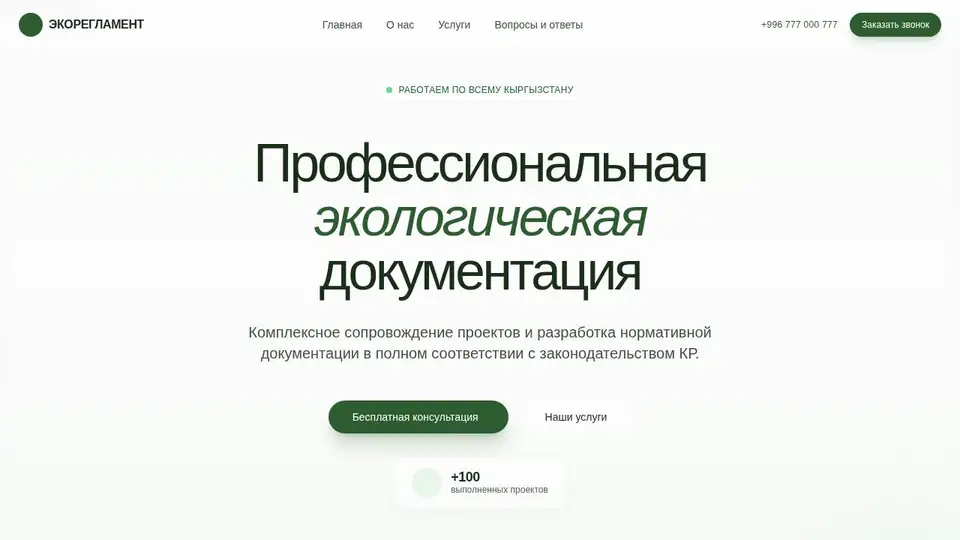 ЭКОРЕГЛАМЕНТ
Главная
О нас
Услуги
Вопросы и ответы
+996 777 000 777
Заказать звонок
РАБОТАЕМ ПО ВСЕМУ КЫРГЫЗСТАНУ
Профессиональная
экологическая
документация
Комплексное сопровождение проектов и разработка нормативной
документации в полном соответствии с законодательством КР.
Бесплатная консультация
Наши услуги
+100
выполненных проектов